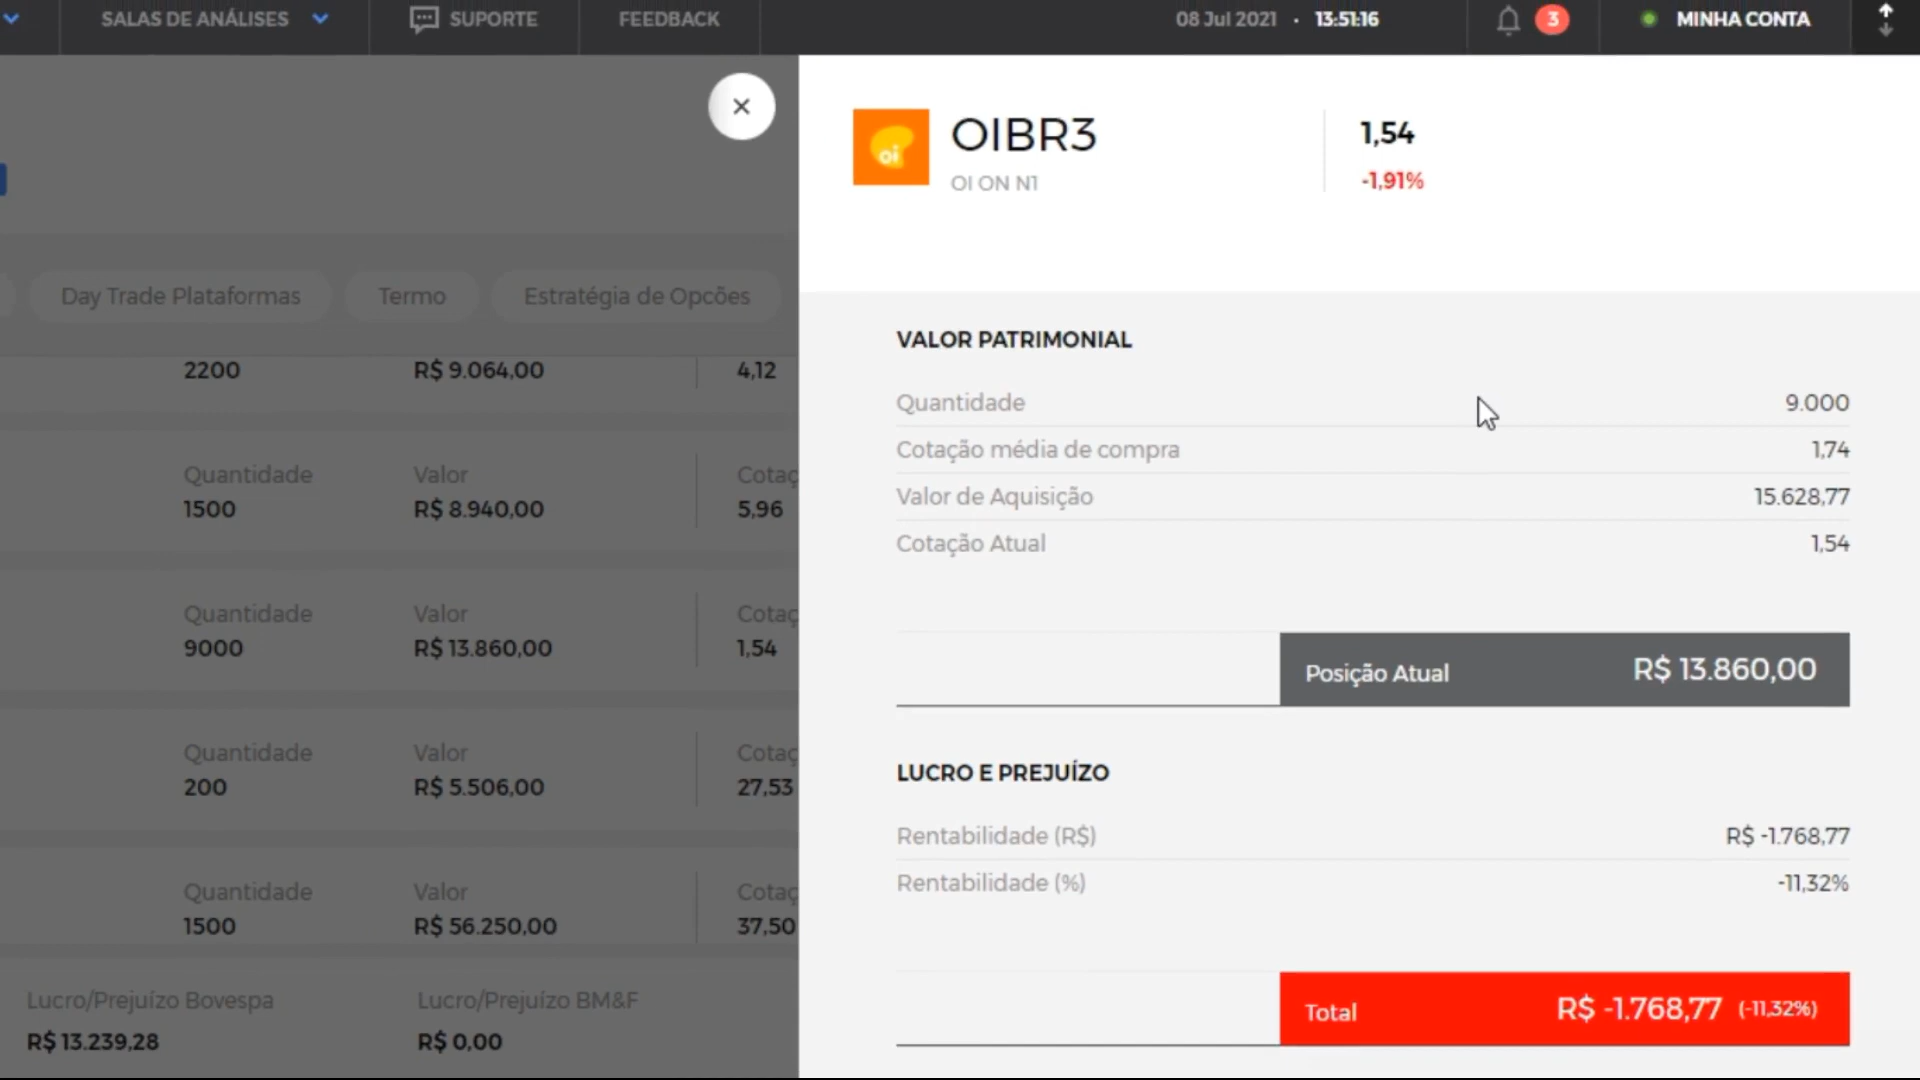 SALAS DE ANÁLISES
SUPORTE
FEEDBACK
08 Jul 2021 · 13:51:16
3
MINHA CONTA
oi
OIBR3
OI ON N1
1,54
-1,91%
Day Trade Plataformas
Termo
Estratégia de Opcões
2200
R$ 9.064,00
4,12
Quantidade
Valor
Cotaç
1500
R$ 8.940,00
5,96
Quantidade
Valor
Cotaç
9000
R$ 13.860,00
1,54
Quantidade
Valor
Cotaç
200
R$ 5.506,00
27,53
Quantidade
Valor
Cotaç
1500
R$ 56.250,00
37,50
Lucro/Prejuízo Bovespa
Lucro/Prejuízo BM&F
R$ 13.239,28
R$ 0,00
VALOR PATRIMONIAL
Quantidade 9.000
Cotação média de compra 1,74
Valor de Aquisição 15.628,77
Cotação Atual 1,54
Posição Atual R$ 13.860,00
LUCRO E PREJUÍZO
Rentabilidade (R$) R$ -1.768,77
Rentabilidade (%) -11,32%
Total R$ -1.768,77 (-11,32%)